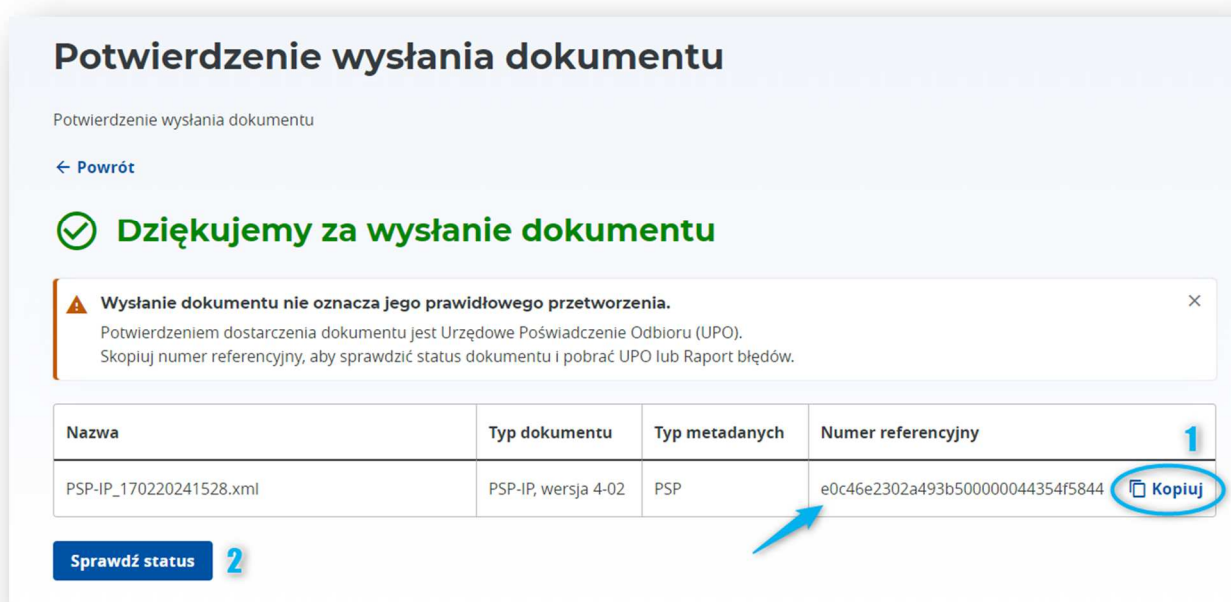 Potwierdzenie wysłania dokumentu
Potwierdzenie wysłania dokumentu
← Powrót
Dziękujemy za wysłanie dokumentu
Wysłanie dokumentu nie oznacza jego prawidłowego przetworzenia.
Potwierdzeniem dostarczenia dokumentu jest Urzędowe Poświadczenie Odbioru (UPO).
Skopiuj numer referencyjny, aby sprawdzić status dokumentu i pobrać UPO lub Raport błędów.
Nazwa Typ dokumentu Typ metadanych Numer referencyjny 1
PSP-IP_170220241528.xml PSP-IP, wersja 4-02 PSP e0c46e2302a493b500000044354f5844 Kopiuj
Sprawdź status 2